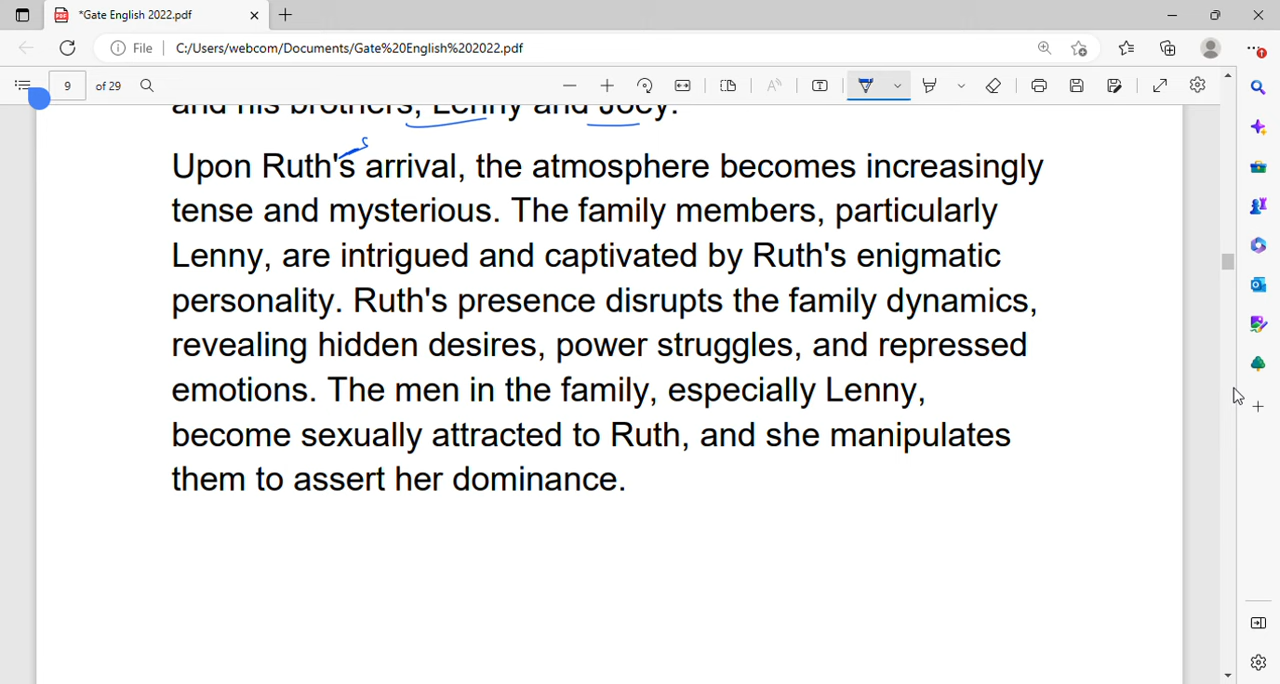 *Gate English 2022.pdf
File C:/Users/webcom/Documents/Gate%20English%202022.pdf
9 of 29
and his brothers, Lenny and Joey.
Upon Ruth's arrival, the atmosphere becomes increasingly
tense and mysterious. The family members, particularly
Lenny, are intrigued and captivated by Ruth's enigmatic
personality. Ruth's presence disrupts the family dynamics,
revealing hidden desires, power struggles, and repressed
emotions. The men in the family, especially Lenny,
become sexually attracted to Ruth, and she manipulates
them to assert her dominance.